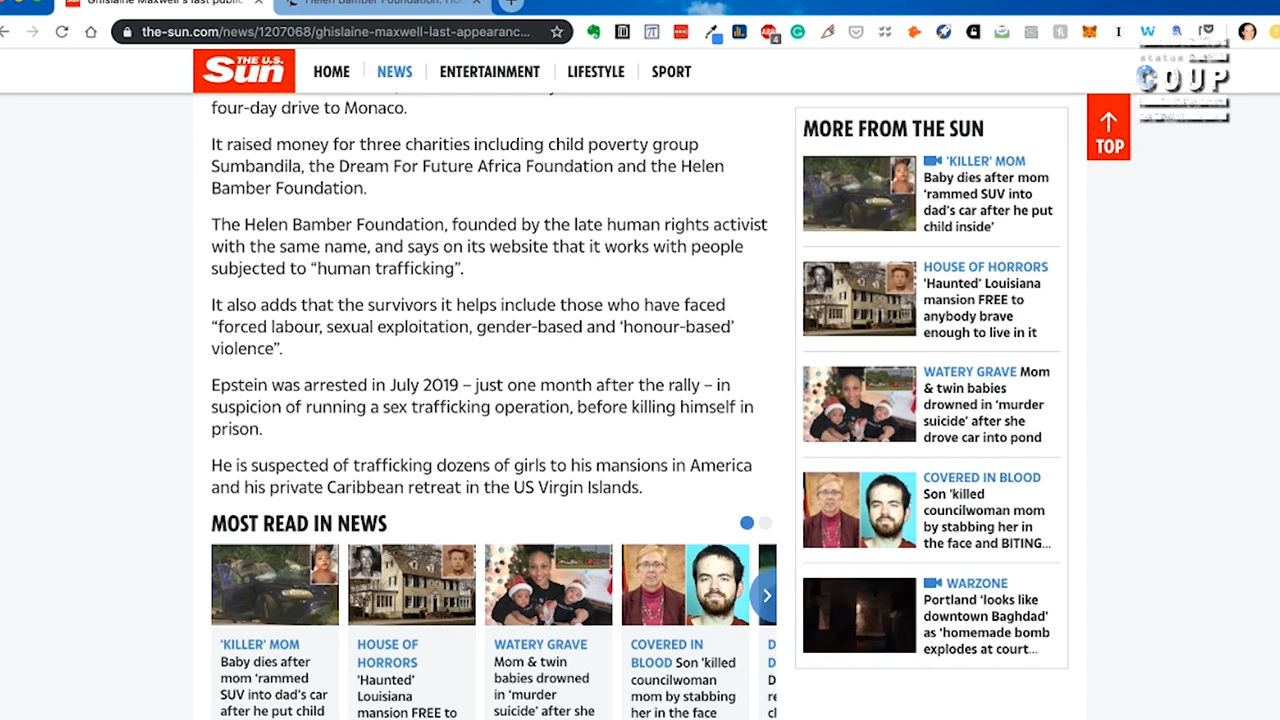 Ghislaine Maxwell's last public
Helen Bamber Foundation: Ho
the-sun.com/news/1207068/ghislaine-maxwell-last-appearanc...
THE U.S.
Sun
HOME
NEWS
ENTERTAINMENT
LIFESTYLE
SPORT
status
COUP
↑
TOP
four-day drive to Monaco.
It raised money for three charities including child poverty group
Sumbandila, the Dream For Future Africa Foundation and the Helen
Bamber Foundation.
The Helen Bamber Foundation, founded by the late human rights activist
with the same name, and says on its website that it works with people
subjected to “human trafficking”.
It also adds that the survivors it helps include those who have faced
“forced labour, sexual exploitation, gender-based and ‘honour-based’
violence”.
Epstein was arrested in July 2019 – just one month after the rally – in
suspicion of running a sex trafficking operation, before killing himself in
prison.
He is suspected of trafficking dozens of girls to his mansions in America
and his private Caribbean retreat in the US Virgin Islands.
MOST READ IN NEWS
'KILLER' MOM
Baby dies after
mom ‘rammed
SUV into dad’s car
after he put child
HOUSE OF
HORRORS
'Haunted'
Louisiana
mansion FREE to
WATERY GRAVE
Mom & twin
babies drowned
in ‘murder
suicide’ after she
COVERED IN
BLOOD Son ‘killed
councilwoman
mom by stabbing
her in the face
MORE FROM THE SUN
'KILLER' MOM
Baby dies after mom
‘rammed SUV into
dad’s car after he put
child inside’
HOUSE OF HORRORS
'Haunted' Louisiana
mansion FREE to
anybody brave
enough to live in it
WATERY GRAVE Mom
& twin babies
drowned in ‘murder
suicide’ after she
drove car into pond
COVERED IN BLOOD
Son ‘killed
councilwoman mom
by stabbing her in
the face and BITING...
WARZONE
Portland ‘looks like
downtown Baghdad’
as ‘homemade bomb
explodes at court...